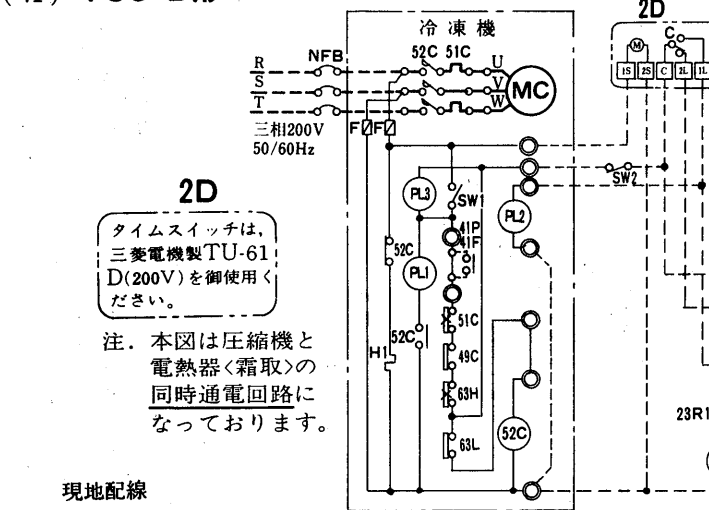 2D
冷凍機
C
M
NFB
52C 51C
U
R
S
V
T
W
MC
1S 2S C 2L 1L
三相200V
50/60Hz
F F
2D
タイムスイッチは,
三菱電機製TU-61
D(200V)を御使用く
ださい。
PL3
SW1
SW2
PL2
41P
41F
52C
PL1
51C
52C
H1
49C
63H
63L
52C
23R1
注. 本図は圧縮機と
電熱器<霜取>の
同時通電回路に
なっております。
現地配線